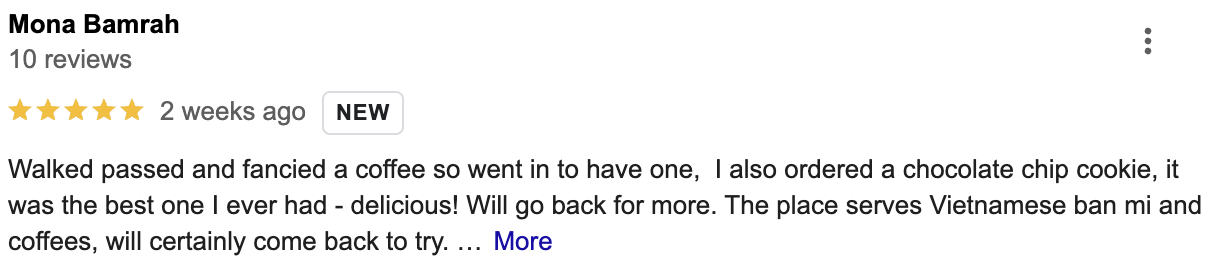 Mona Bamrah
10 reviews
2 weeks ago NEW
Walked passed and fancied a coffee so went in to have one,  I also ordered a chocolate chip cookie, it
was the best one I ever had - delicious! Will go back for more. The place serves Vietnamese ban mi and
coffees, will certainly come back to try. … More